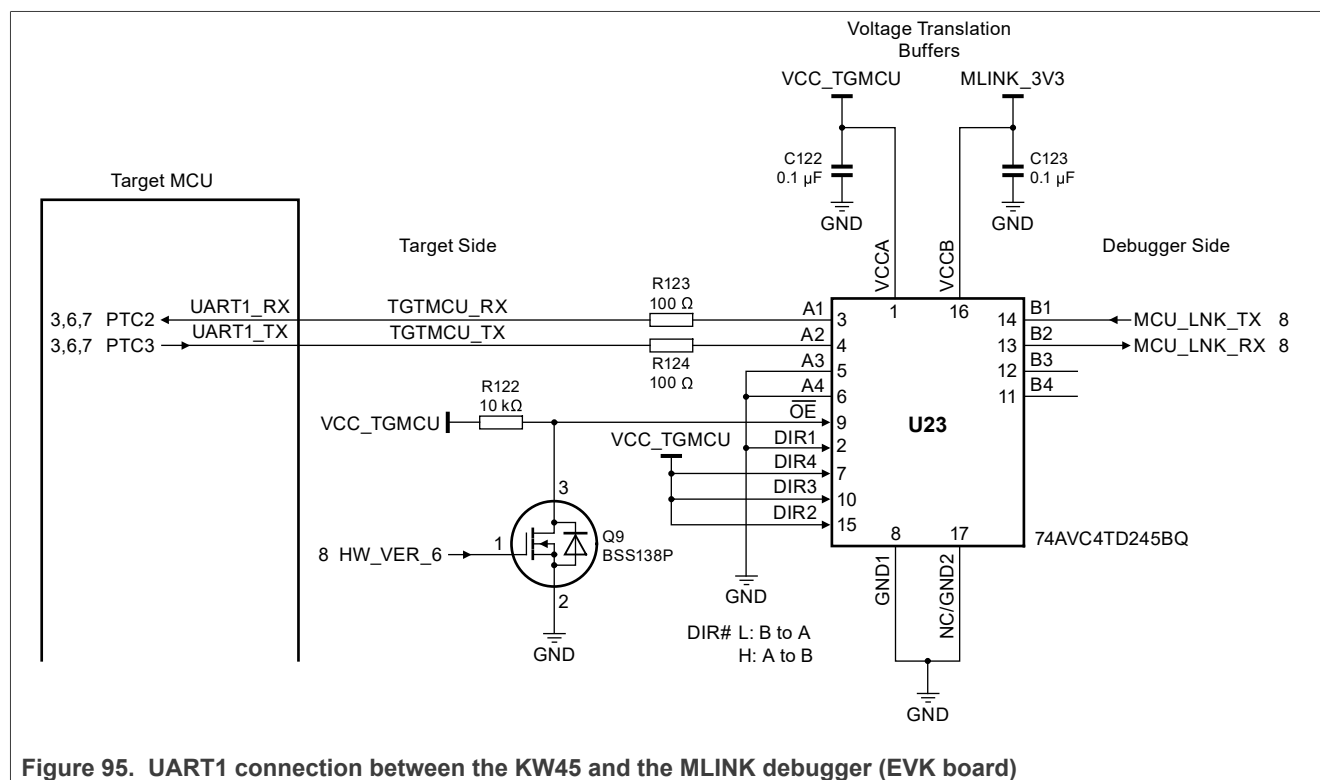 Voltage Translation
Buffers
VCC_TGMCU
MLINK_3V3
C122
0.1 µF
C123
0.1 µF
GND
GND
Target MCU
Target Side
Debugger Side
VCCA
VCCB
R123
100 Ω
3,6,7 PTC2
UART1_RX
TGTMCU_RX
A1
3
1
16
14
B1
MCU_LNK_TX 8
3,6,7 PTC3
UART1_TX
TGTMCU_TX
A2
4
13
B2
MCU_LNK_RX 8
R124
100 Ω
A3
5
12
B3
A4
6
11
B4
R122
10 kΩ
VCC_TGMCU
OE
9
U23
VCC_TGMCU
DIR1
2
DIR4
7
DIR3
10
DIR2
15
3
8 HW_VER_6
1
Q9
BSS138P
2
GND
GND
8
17
74AVC4TD245BQ
GND1
NC/GND2
DIR# L: B to A
H: A to B
GND
Figure 95. UART1 connection between the KW45 and the MLINK debugger (EVK board)